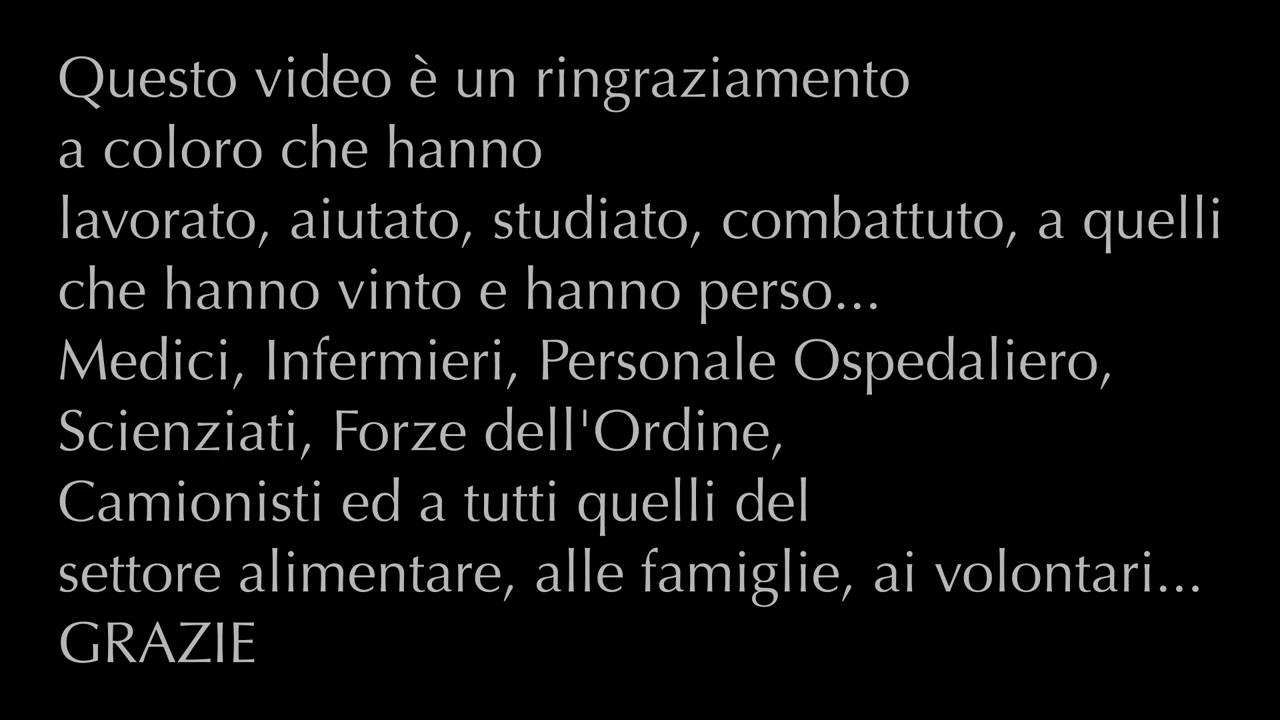 Questo video è un ringraziamento
a coloro che hanno
lavorato, aiutato, studiato, combattuto, a quelli
che hanno vinto e hanno perso...
Medici, Infermieri, Personale Ospedaliero,
Scienziati, Forze dell'Ordine,
Camionisti ed a tutti quelli del
settore alimentare, alle famiglie, ai volontari...
GRAZIE